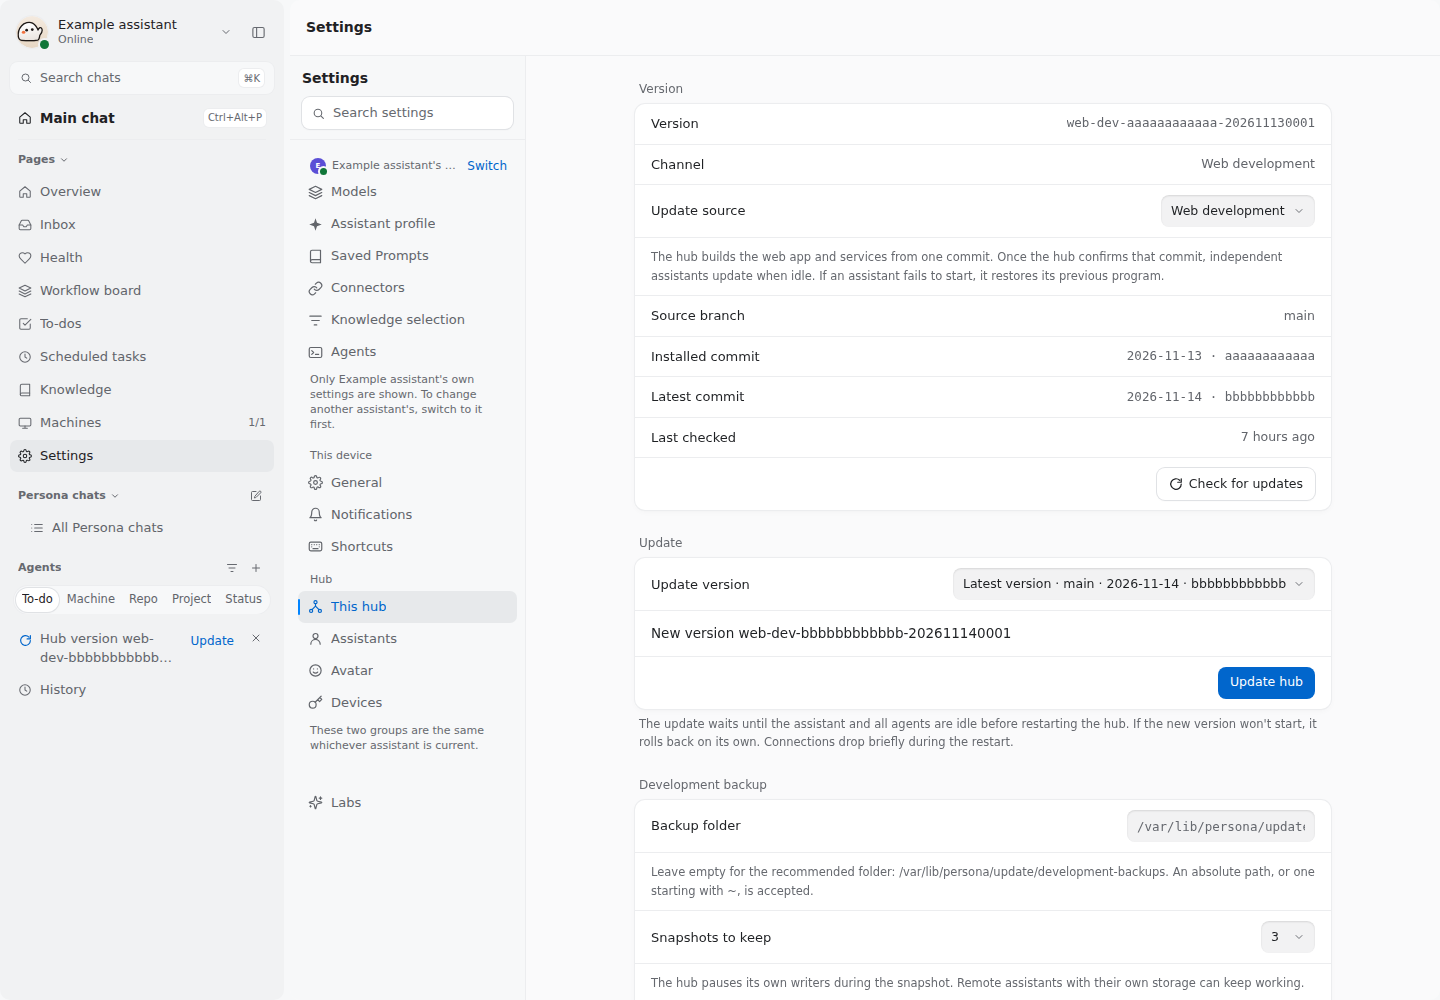 Example assistant
Online
Search chats
⌘K
Main chat
Ctrl+Alt+P
Pages
Overview
Inbox
Health
Workflow board
To-dos
Scheduled tasks
Knowledge
Machines
1/1
Settings
Persona chats
All Persona chats
Agents
To-do
Machine
Repo
Project
Status
Hub version web-
dev-bbbbbbbbbbb…
Update
History
Settings
Settings
Search settings
E
Example assistant's …
Switch
Models
Assistant profile
Saved Prompts
Connectors
Knowledge selection
Agents
Only Example assistant's own
settings are shown. To change
another assistant's, switch to it
first.
This device
General
Notifications
Shortcuts
Hub
This hub
Assistants
Avatar
Devices
These two groups are the same
whichever assistant is current.
Labs
Version
Version
web-dev-aaaaaaaaaaaa-202611130001
Channel
Web development
Update source
Web development
The hub builds the web app and services from one commit. Once the hub confirms that commit, independent
assistants update when idle. If an assistant fails to start, it restores its previous program.
Source branch
main
Installed commit
2026-11-13 · aaaaaaaaaaaa
Latest commit
2026-11-14 · bbbbbbbbbbbb
Last checked
7 hours ago
Check for updates
Update
Update version
Latest version · main · 2026-11-14 · bbbbbbbbbbbb
New version web-dev-bbbbbbbbbbbb-202611140001
Update hub
The update waits until the assistant and all agents are idle before restarting the hub. If the new version won't start, it
rolls back on its own. Connections drop briefly during the restart.
Development backup
Backup folder
/var/lib/persona/update
Leave empty for the recommended folder: /var/lib/persona/update/development-backups. An absolute path, or one
starting with ~, is accepted.
Snapshots to keep
3
The hub pauses its own writers during the snapshot. Remote assistants with their own storage can keep working.